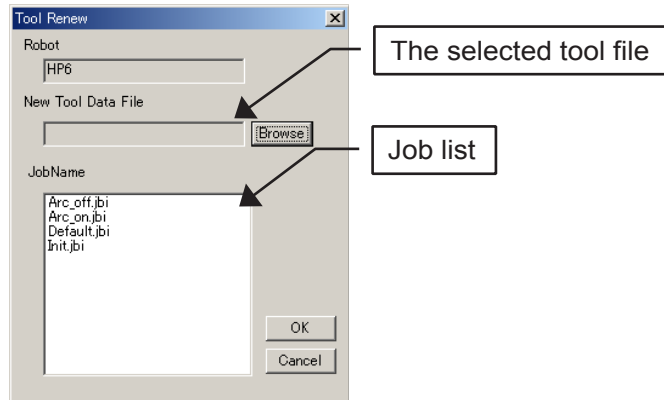 Tool Renew
Robot
HP6
The selected tool file
New Tool Data File
Browse
Job list
JobName
Arc_off.jbi
Arc_on.jbi
Default.jbi
Init.jbi
OK
Cancel